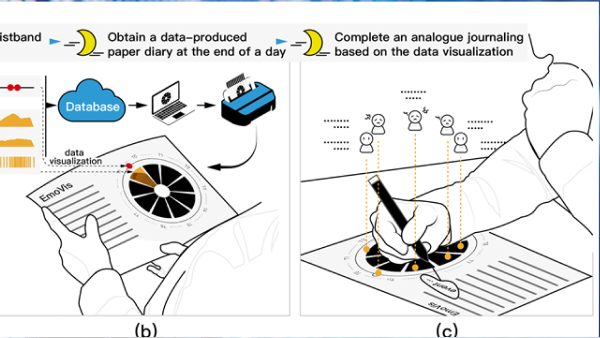 istband
Obtain a data-produced
paper diary at the end of a day
Complete an analogue journaling
based on the data visualization
Database
data
visualization
EmoVis
event
EmoVis
(b)
(c)